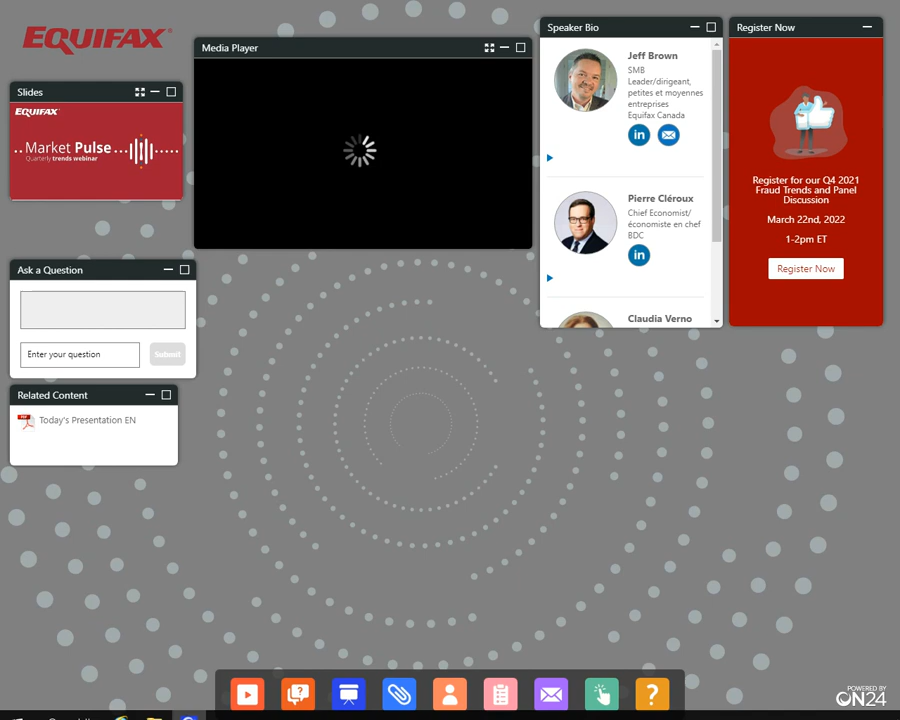 EQUIFAX
Slides
EQUIFAX
Market Pulse
Quarterly trends webinar
Media Player
Speaker Bio
Jeff Brown
SMB
Leader/dirigeant,
petites et moyennes
entreprises
Equifax Canada
in
Pierre Cléroux
Chief Economist/
économiste en chef
BDC
in
Claudia Verno
Register Now
Register for our Q4 2021
Fraud Trends and Panel
Discussion
March 22nd, 2022
1-2pm ET
Register Now
Ask a Question
Enter your question
Submit
Related Content
Today's Presentation EN
?
?
POWERED BY
ON24